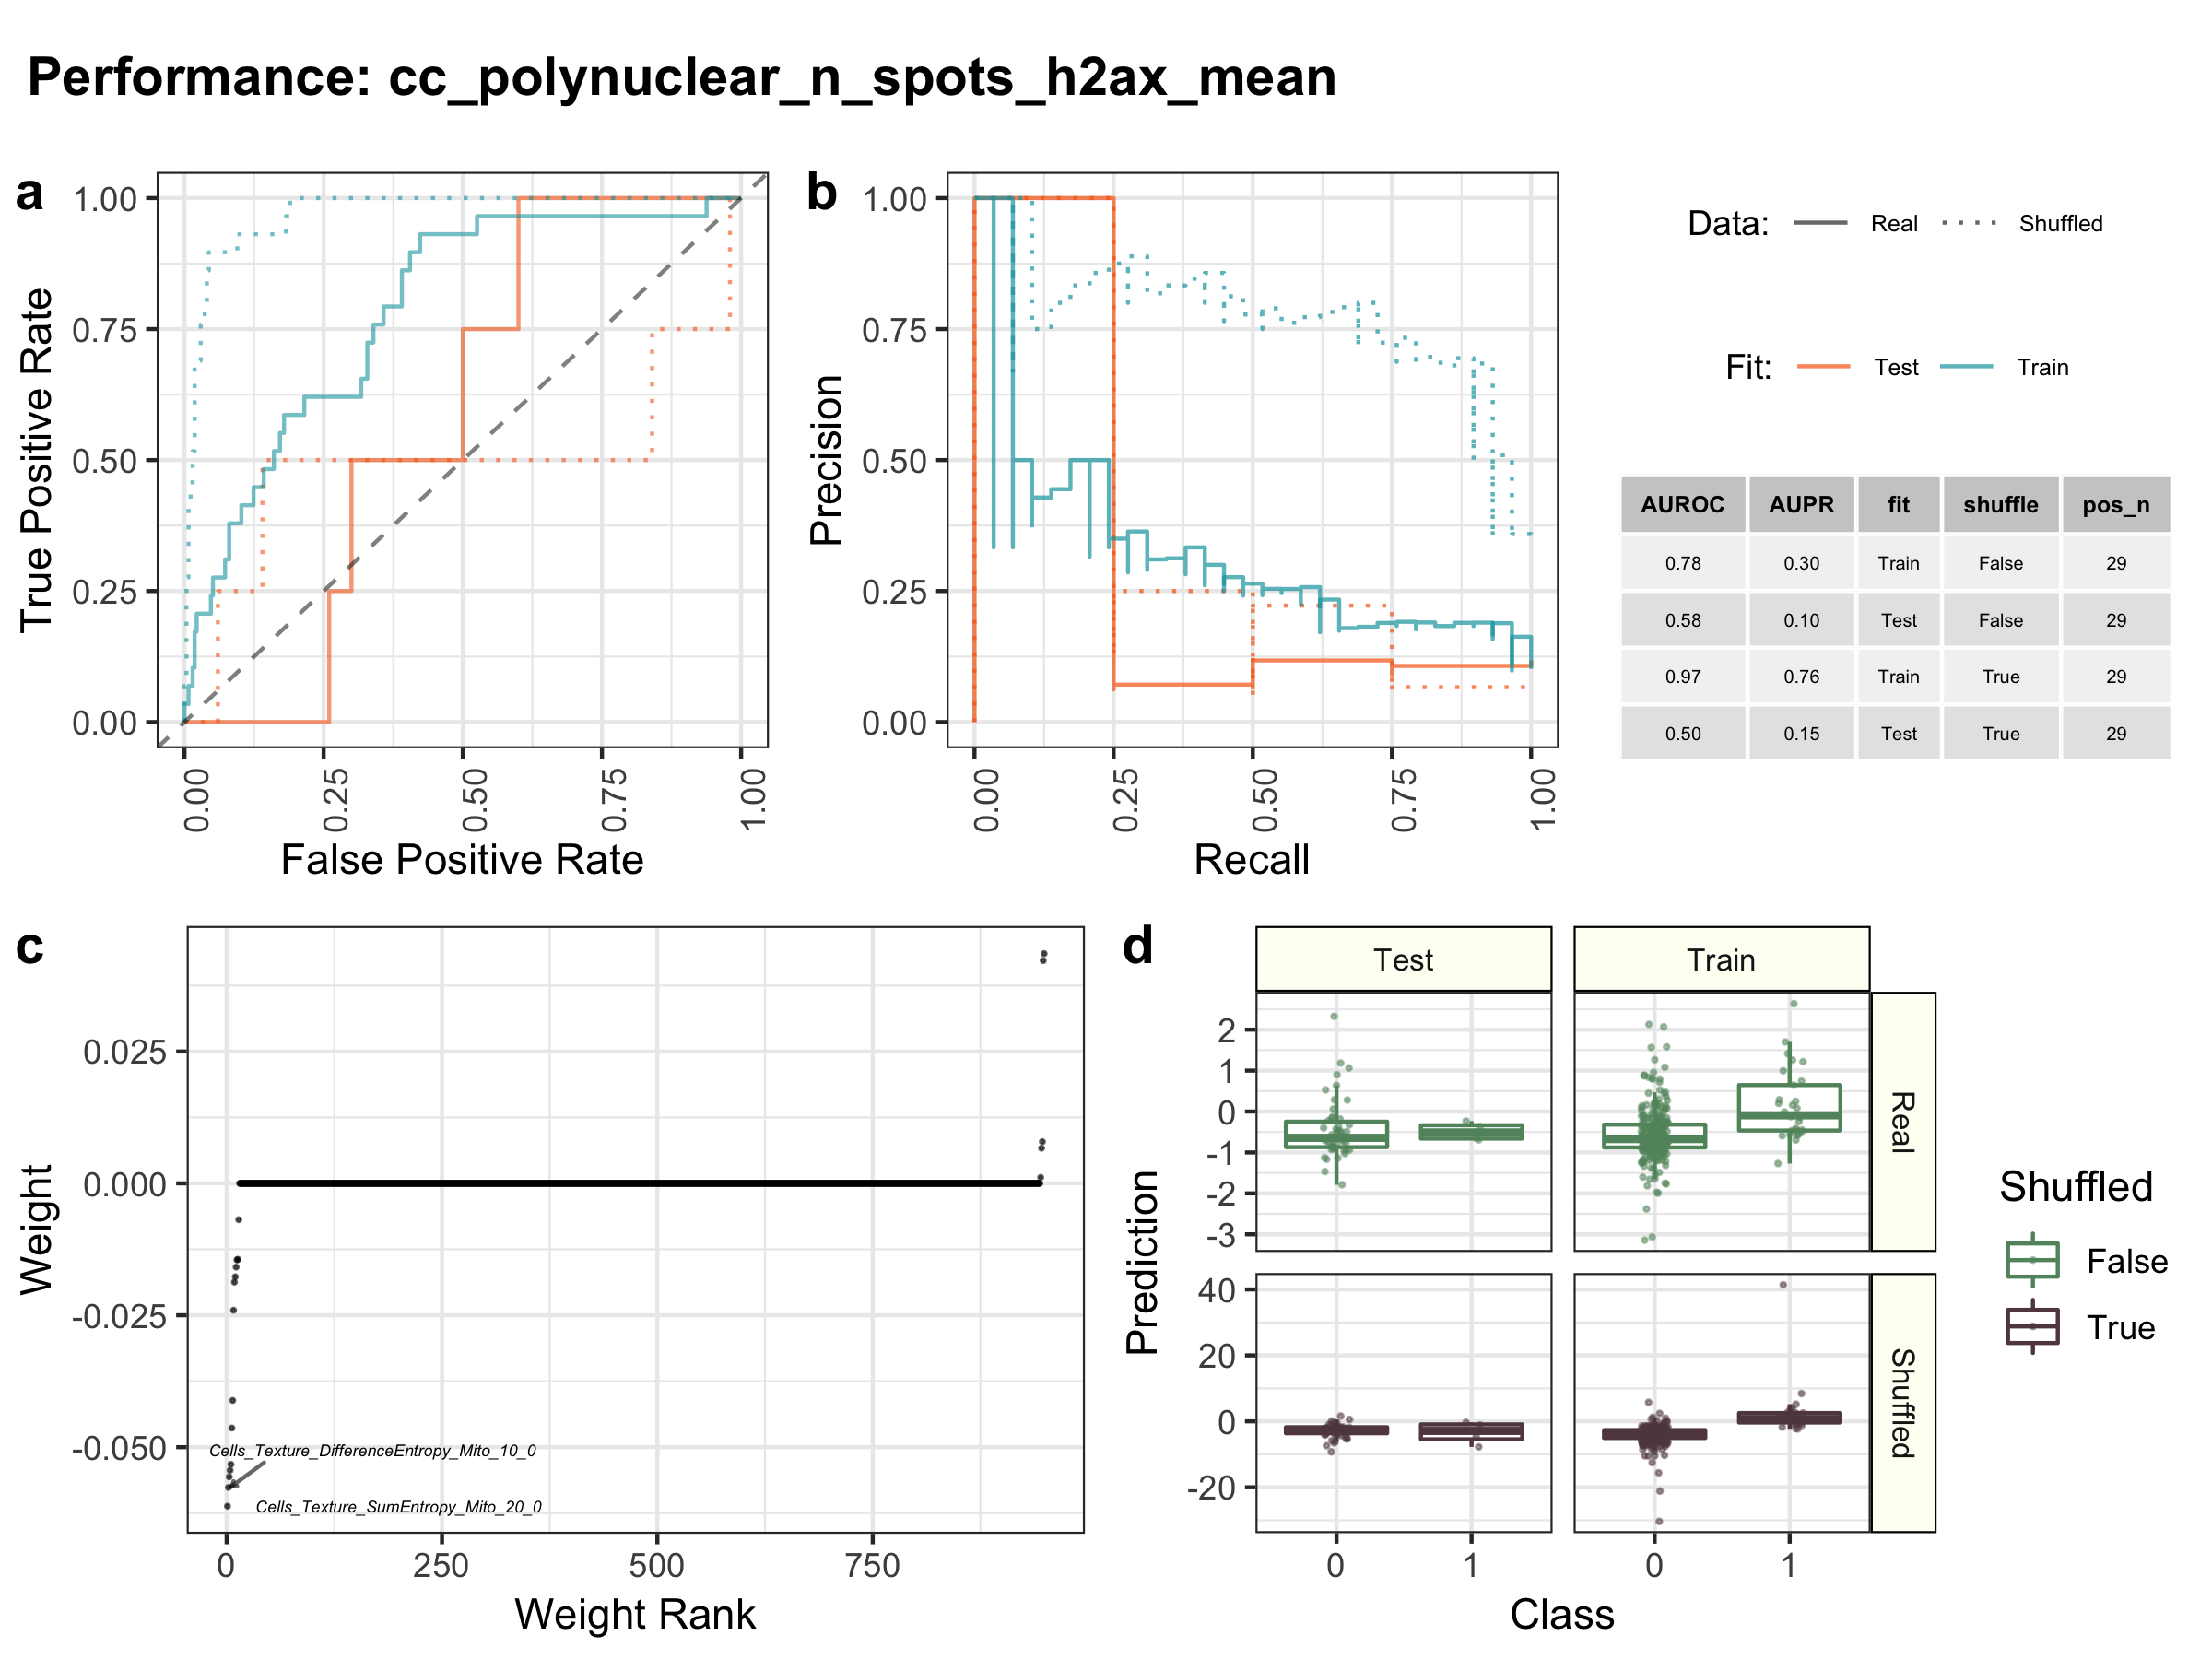 Performance: cc_polynuclear_n_spots_h2ax_mean
a
True Positive Rate
1.00
0.75
0.50
0.25
0.00
0.00
0.25
0.50
0.75
1.00
False Positive Rate
b
Precision
1.00
0.75
0.50
0.25
0.00
0.00
0.25
0.50
0.75
1.00
Recall
Data: Real Shuffled
Fit: Test Train
AUROC AUPR fit shuffle pos_n
0.78 0.30 Train False 29
0.58 0.10 Test False 29
0.97 0.76 Train True 29
0.50 0.15 Test True 29
c
Weight
0.025
0.000
-0.025
-0.050
Cells_Texture_DifferenceEntropy_Mito_10_0
Cells_Texture_SumEntropy_Mito_20_0
0 250 500 750
Weight Rank
d
Test Train
Prediction
2
1
0
-1
-2
-3
Real
40
20
0
-20
Shuffled
0 1 0 1
Class
Shuffled
False
True